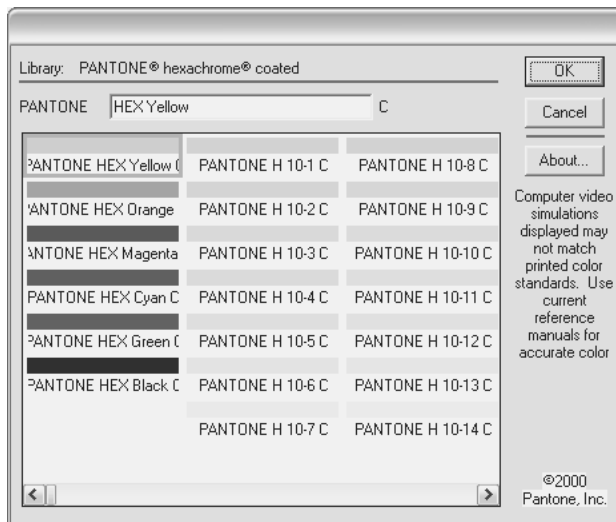 Library: PANTONE® hexachrome® coated
PANTONE HEX Yellow C
PANTONE HEX Yellow C
PANTONE HEX Orange
PANTONE HEX Magenta
PANTONE HEX Cyan C
PANTONE HEX Green C
PANTONE HEX Black C
PANTONE H 10-1 C
PANTONE H 10-2 C
PANTONE H 10-3 C
PANTONE H 10-4 C
PANTONE H 10-5 C
PANTONE H 10-6 C
PANTONE H 10-7 C
PANTONE H 10-8 C
PANTONE H 10-9 C
PANTONE H 10-10 C
PANTONE H 10-11 C
PANTONE H 10-12 C
PANTONE H 10-13 C
PANTONE H 10-14 C
OK
Cancel
About...
Computer video
simulations
displayed may
not match
printed color
standards. Use
current
reference
manuals for
accurate color
©2000
Pantone, Inc.